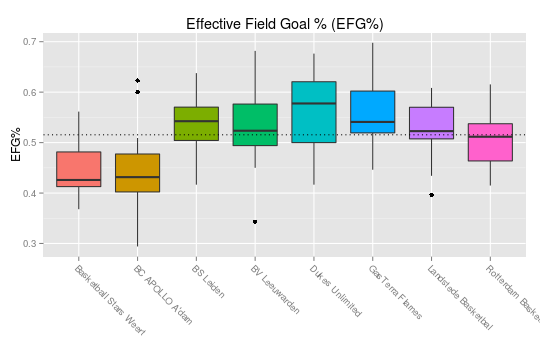 Effective Field Goal % (EFG%)
EFG%
0.7
0.6
0.5
0.4
0.3
Basketball Stars Weert
BC APOLLO A'dam
BS Leiden
BV Leeuwarden
Dukes Unlimited
GasTerra Flames
Landstede Basketbal
Rotterdam Baske